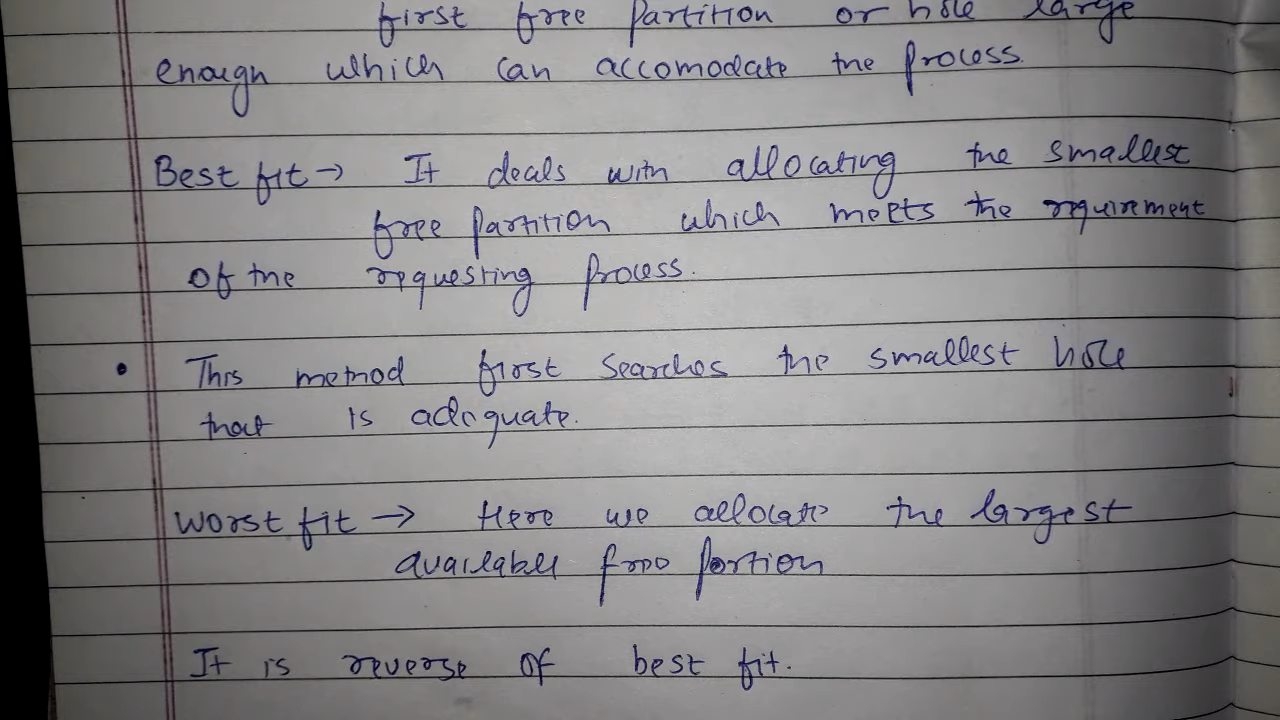 first free Partition or hole large
enough which can accomodate the process.
Best fit → It deals with allocating the smallest
free partition which meets the requirement
of the requesting process.
• This method first searches the smallest hole
that is adequate.
Worst fit → Here we allocate the largest
available free portion
It is reverse of best fit.